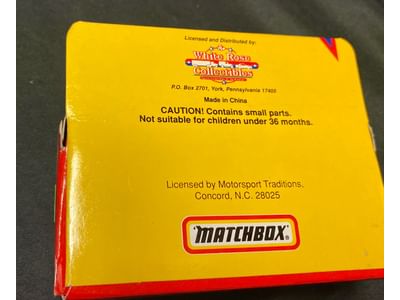 Licensed and Distributed by:
White Rose
Collectibles
P.O. Box 2701, York, Pennsylvania 17405
Made in China
CAUTION! Contains small parts.
Not suitable for children under 36 months.
Licensed by Motorsport Traditions,
Concord, N.C. 28025
"MATCHBOX"